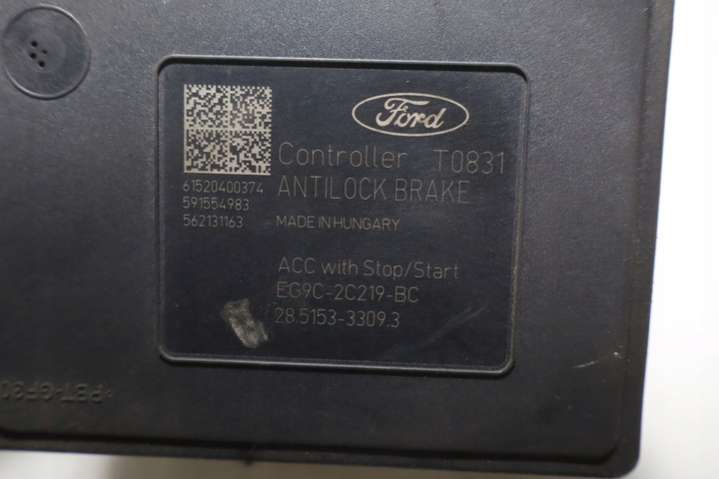 Ford
Controller T0831
ANTILOCK BRAKE
61520400374
591554983
562131163
MADE IN HUNGARY
ACC with Stop/Start
EG9C-2C219-BC
28.5153-3309.3